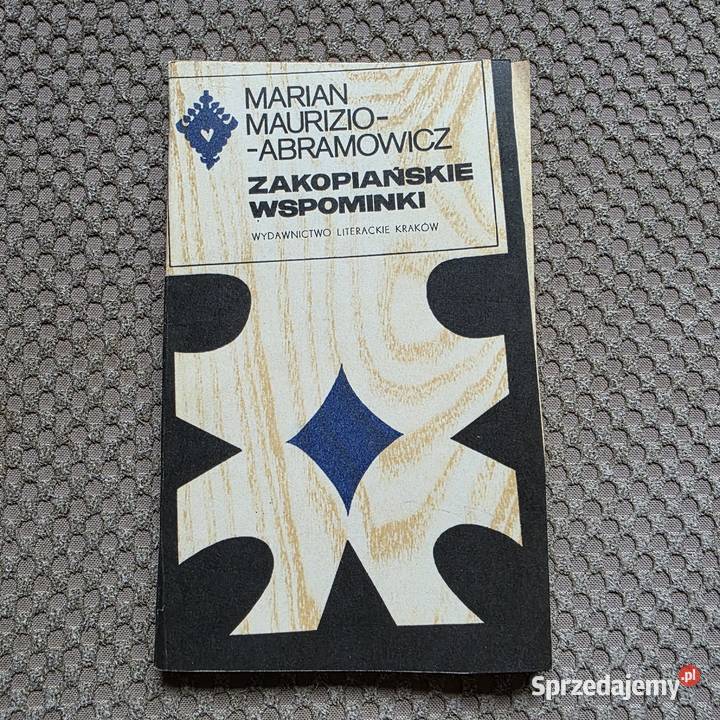 MARIAN
MAURIZIO-
-ABRAMOWICZ
ZAKOPIAŃSKIE
WSPOMINKI
WYDAWNICTWO LITERACKIE KRAKÓW
Sprzedajemy.pl